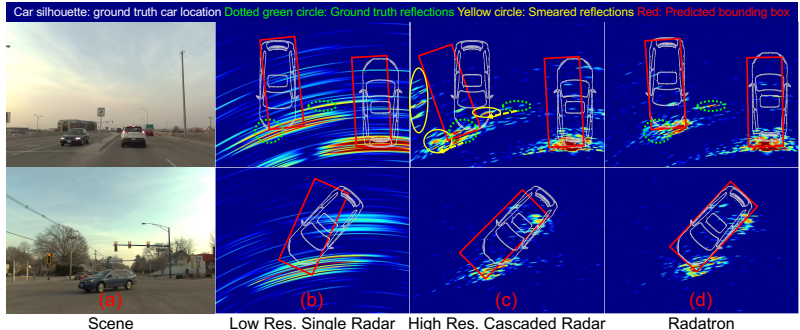 Car silhouette: ground truth car location Dotted green circle: Ground truth reflections Yellow circle: Smeared reflections Red: Predicted bounding box
(a) (b) (c) (d)
Scene Low Res. Single Radar High Res. Cascaded Radar Radatron